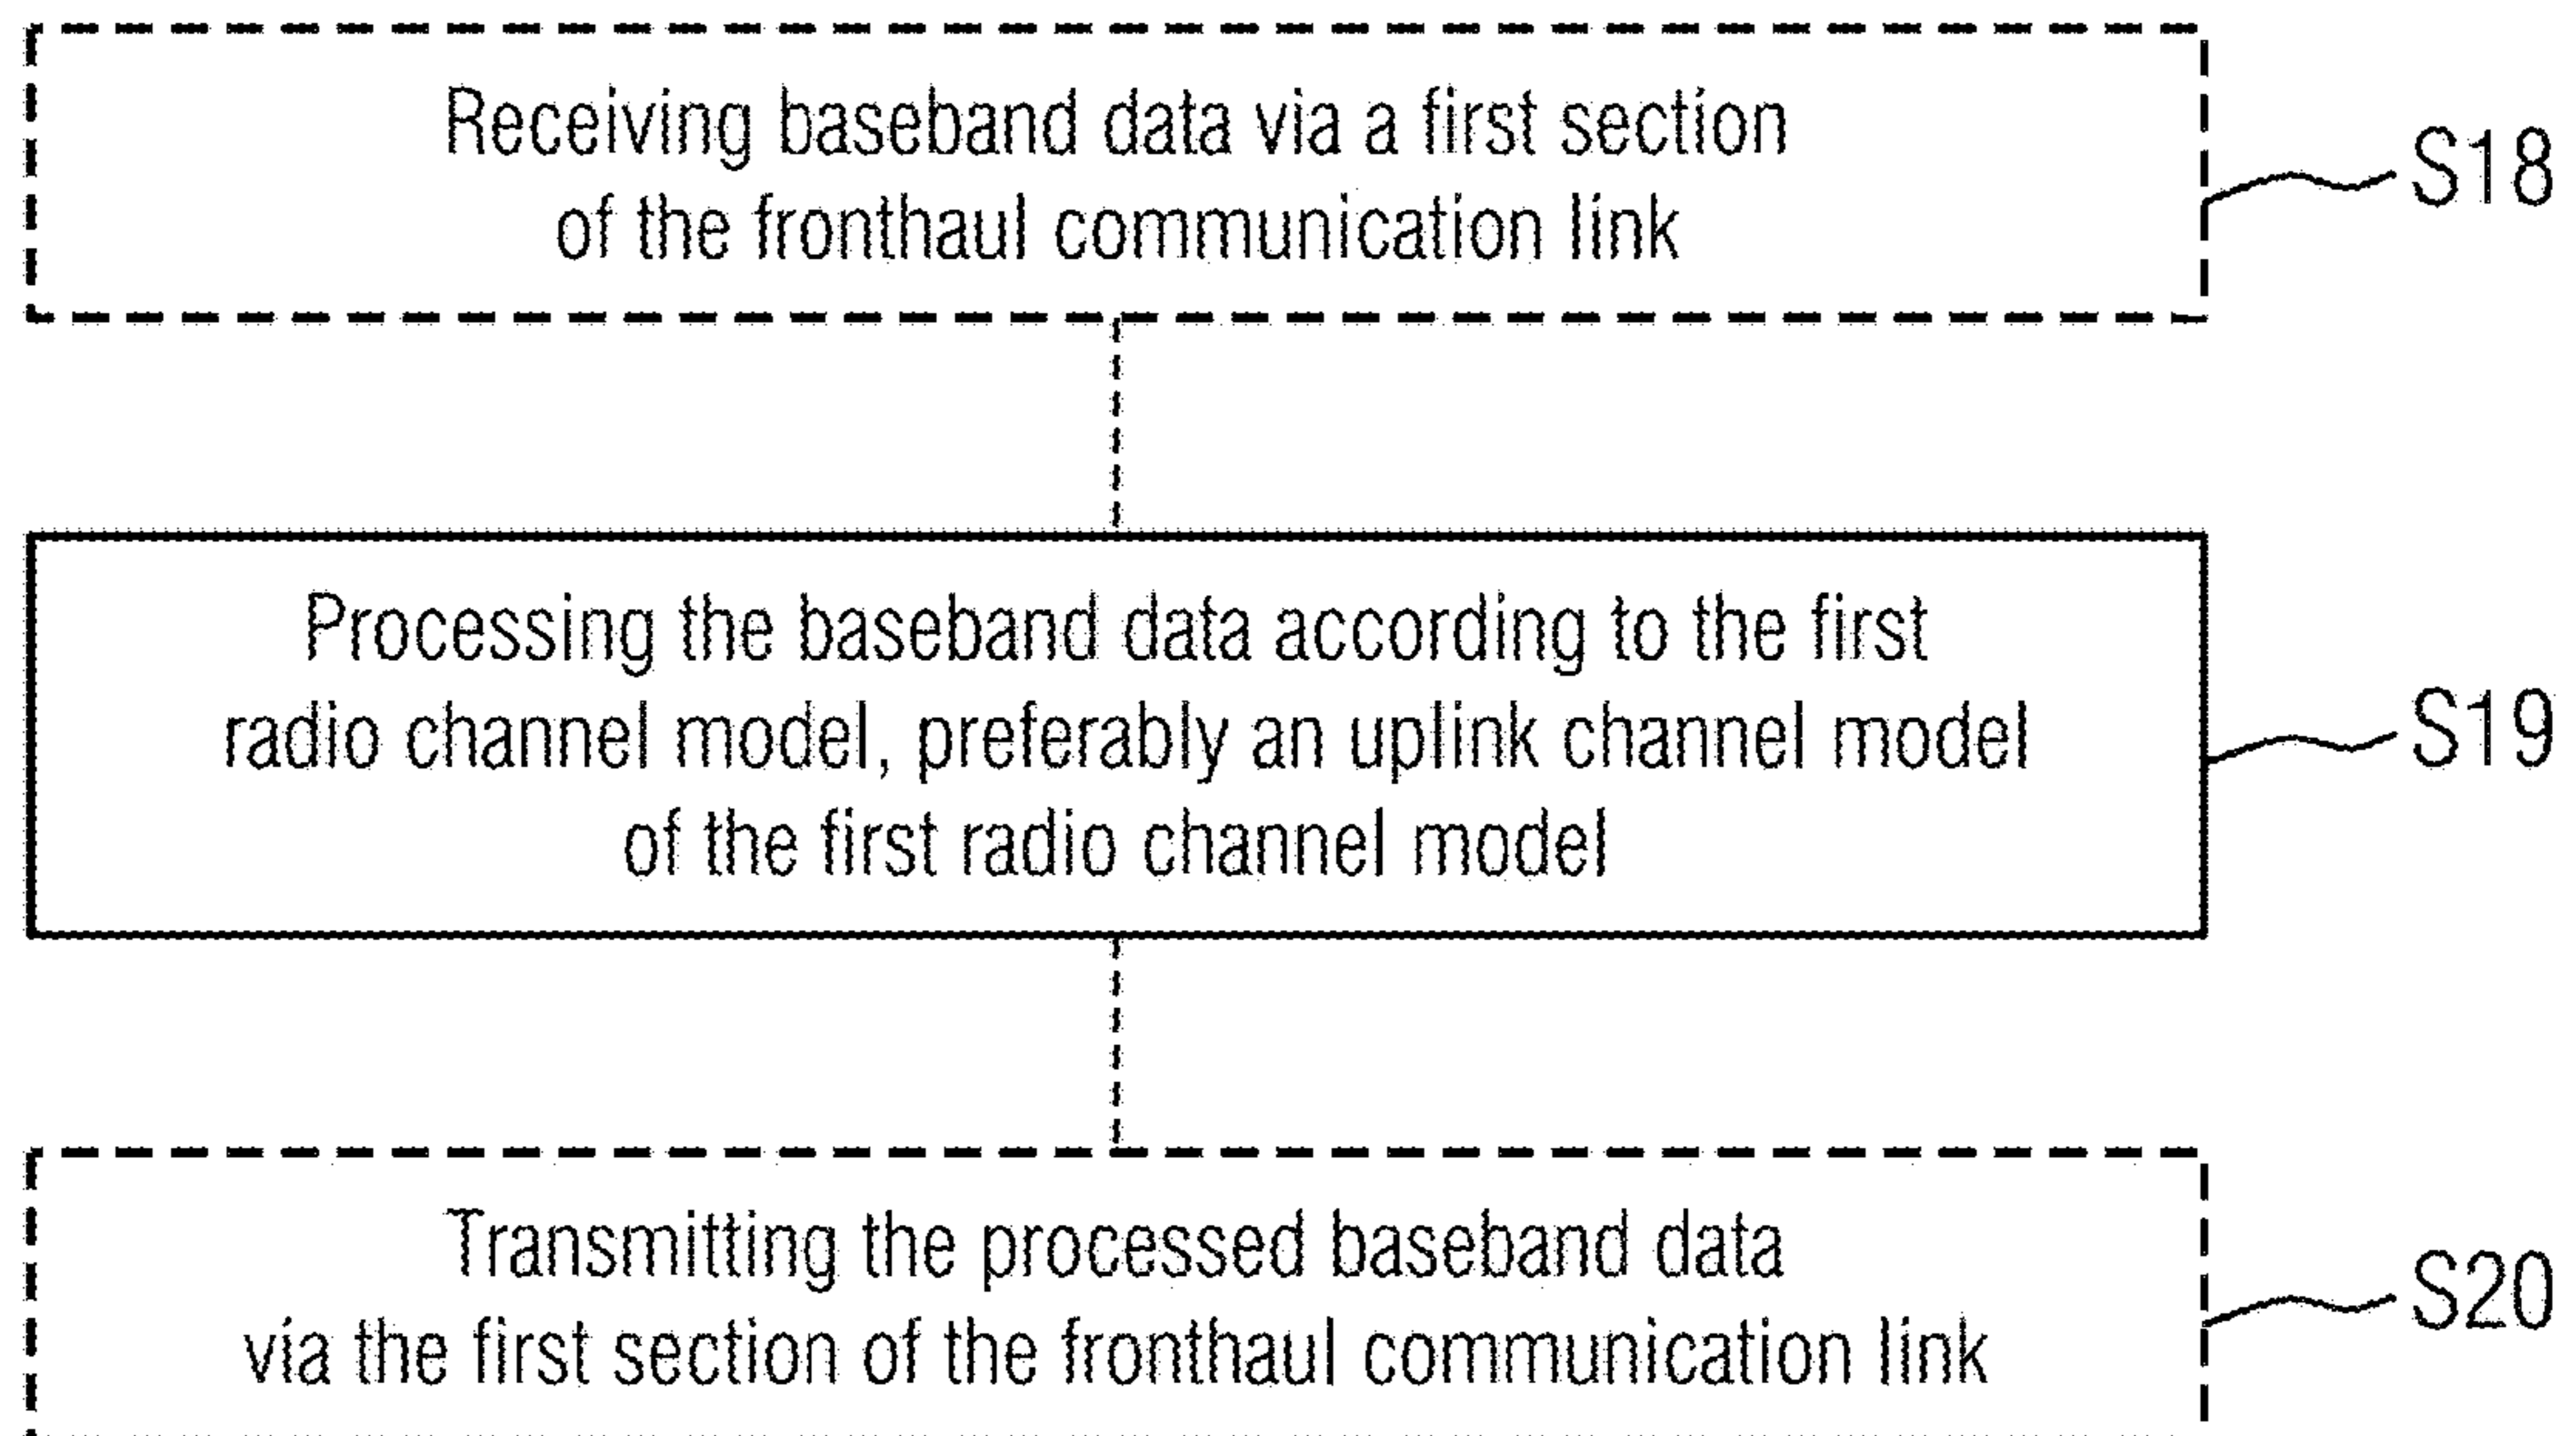 Receiving baseband data via a first section
of the fronthaul communication link
S18
Processing the baseband data according to the first
radio channel model, preferably an uplink channel model
of the first radio channel model
S19
Transmitting the processed baseband data
via the first section of the fronthaul communication link
S20